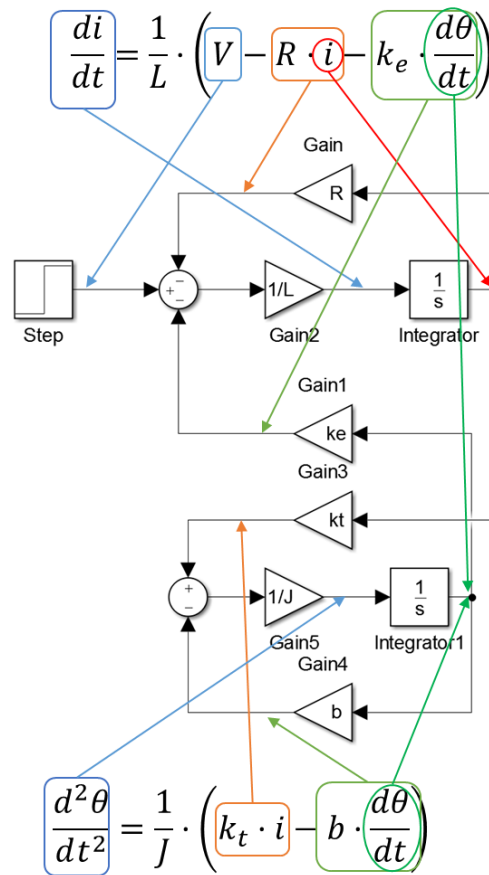 di/dt = 1/L · (V − R · i − k_e · dθ/dt)
Gain
R
Step
+ − −
1/L
1/s
Gain2
Integrator
Gain1
ke
Gain3
kt
+ −
1/J
1/s
Gain5
Integrator1
Gain4
b
d²θ/dt² = 1/J · (k_t · i − b · dθ/dt)